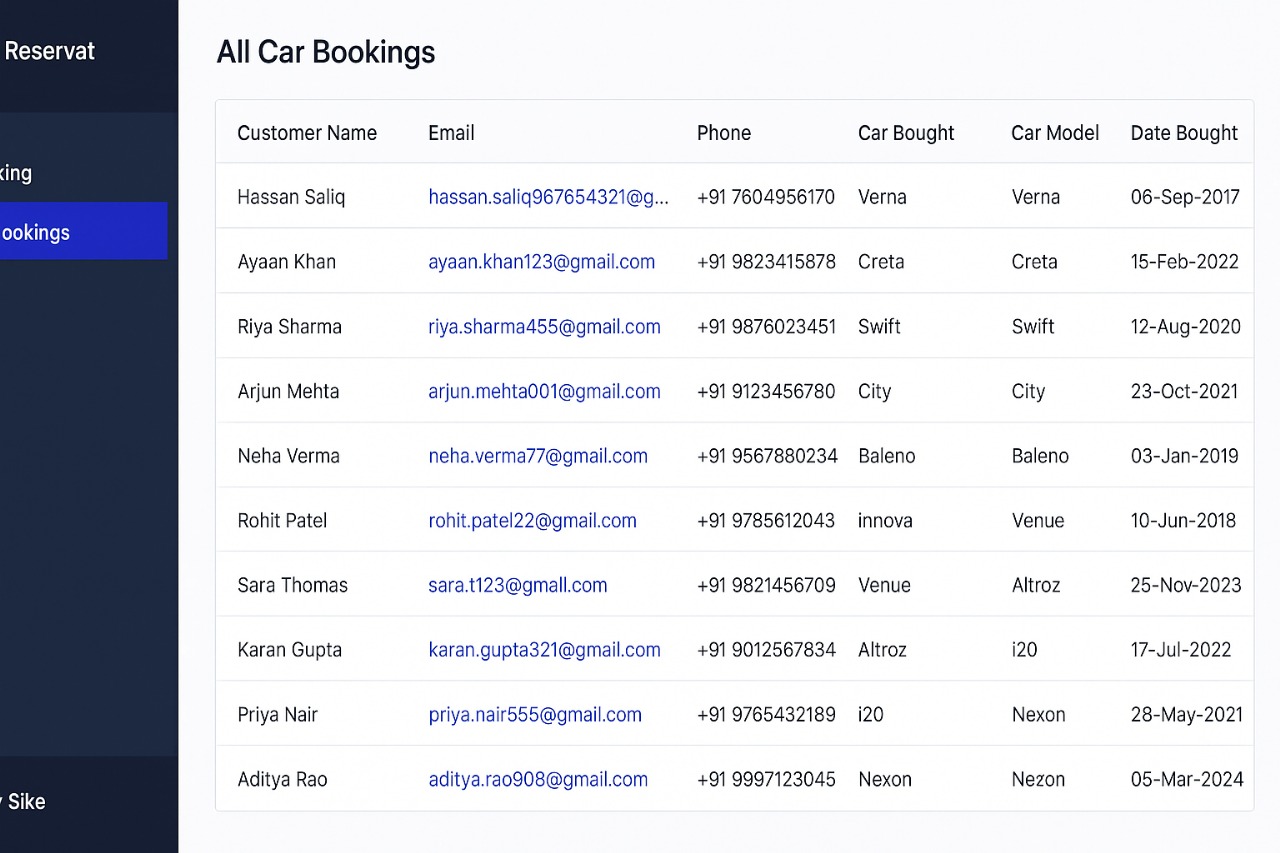 Reservat
king
ookings
y Sike
All Car Bookings
Customer Name Email Phone Car Bought Car Model Date Bought
Hassan Saliq hassan.saliq967654321@g... +91 7604956170 Verna Verna 06-Sep-2017
Ayaan Khan ayaan.khan123@gmail.com +91 9823415878 Creta Creta 15-Feb-2022
Riya Sharma riya.sharma455@gmail.com +91 9876023451 Swift Swift 12-Aug-2020
Arjun Mehta arjun.mehta001@gmail.com +91 9123456780 City City 23-Oct-2021
Neha Verma neha.verma77@gmail.com +91 9567880234 Baleno Baleno 03-Jan-2019
Rohit Patel rohit.patel22@gmail.com +91 9785612043 innova Venue 10-Jun-2018
Sara Thomas sara.t123@gmall.com +91 9821456709 Venue Altroz 25-Nov-2023
Karan Gupta karan.gupta321@gmail.com +91 9012567834 Altroz i20 17-Jul-2022
Priya Nair priya.nair555@gmail.com +91 9765432189 i20 Nexon 28-May-2021
Aditya Rao aditya.rao908@gmail.com +91 9997123045 Nexon Nezon 05-Mar-2024